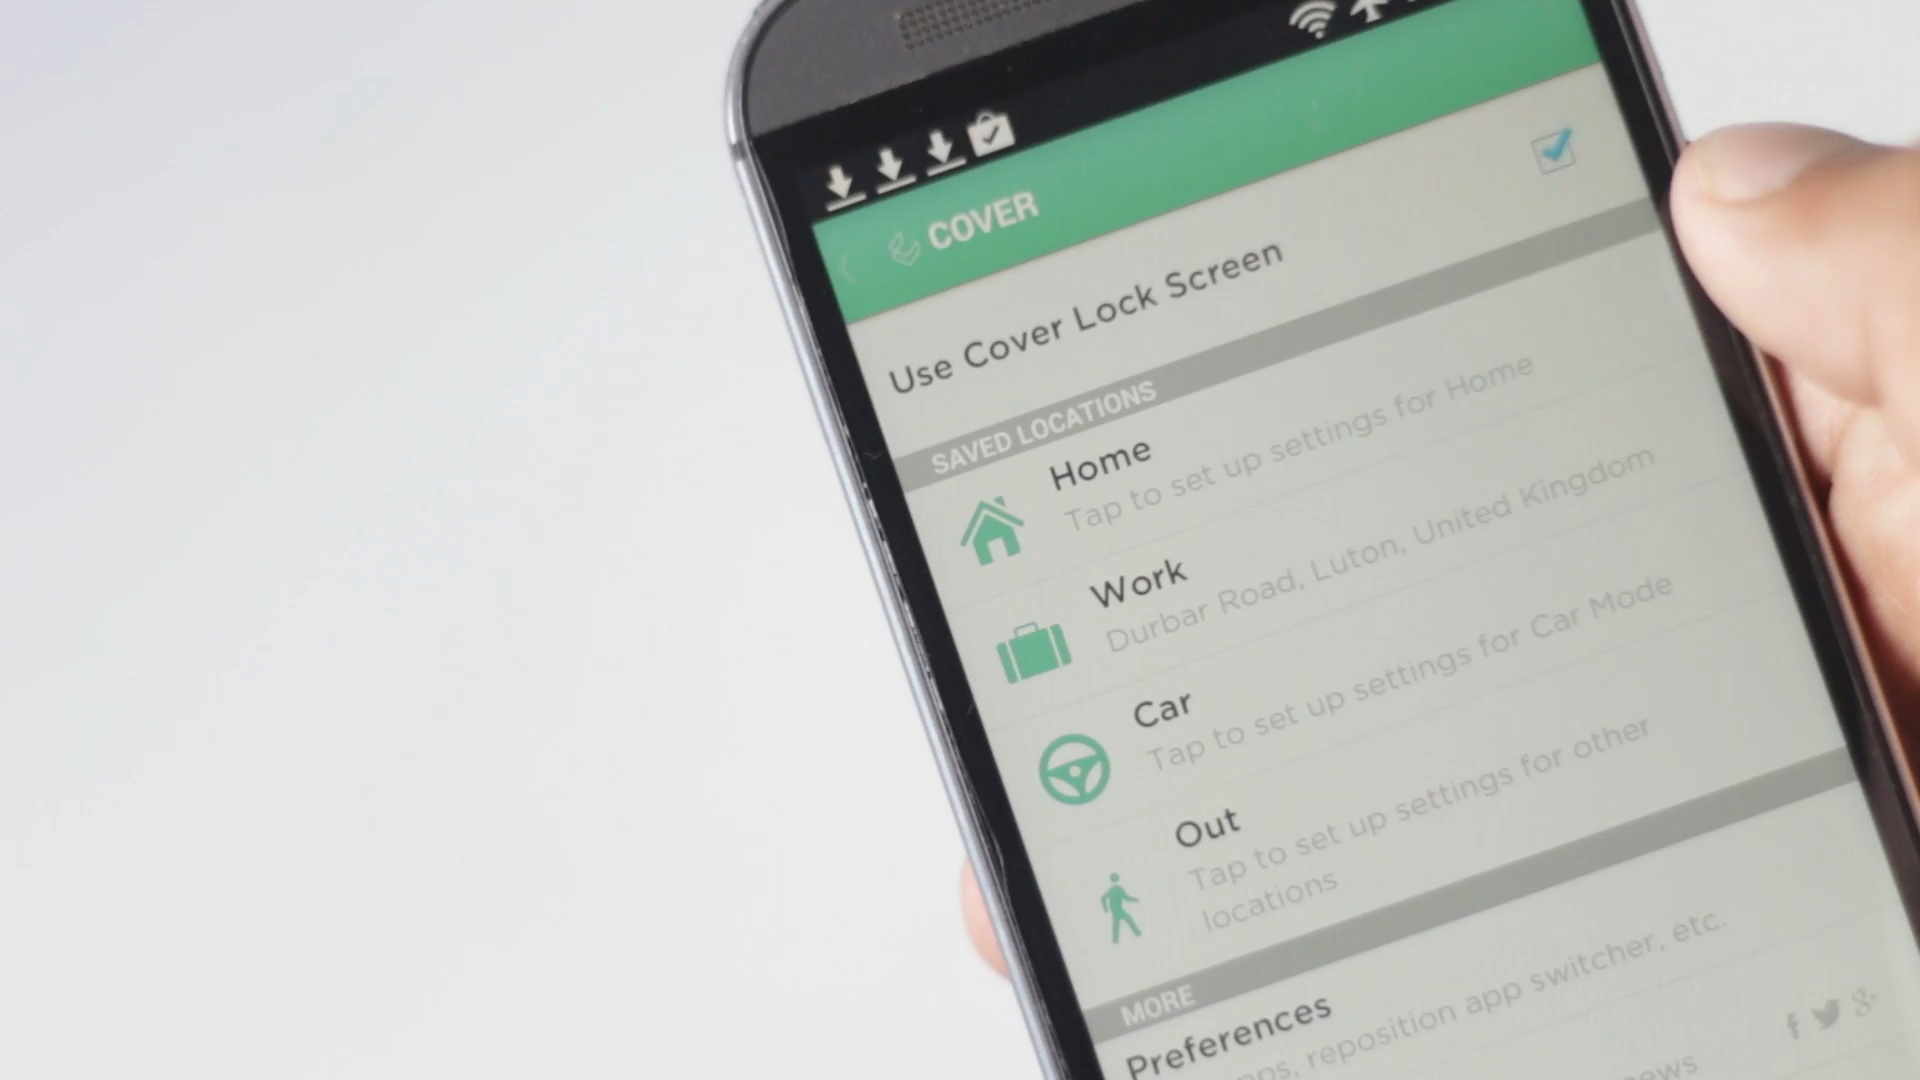 COVER
Use Cover Lock Screen
SAVED LOCATIONS
Home
Tap to set up settings for Home
Work
Durbar Road, Luton, United Kingdom
Car
Tap to set up settings for Car Mode
Out
Tap to set up settings for other
locations
MORE
Preferences
reposition app switcher, etc.